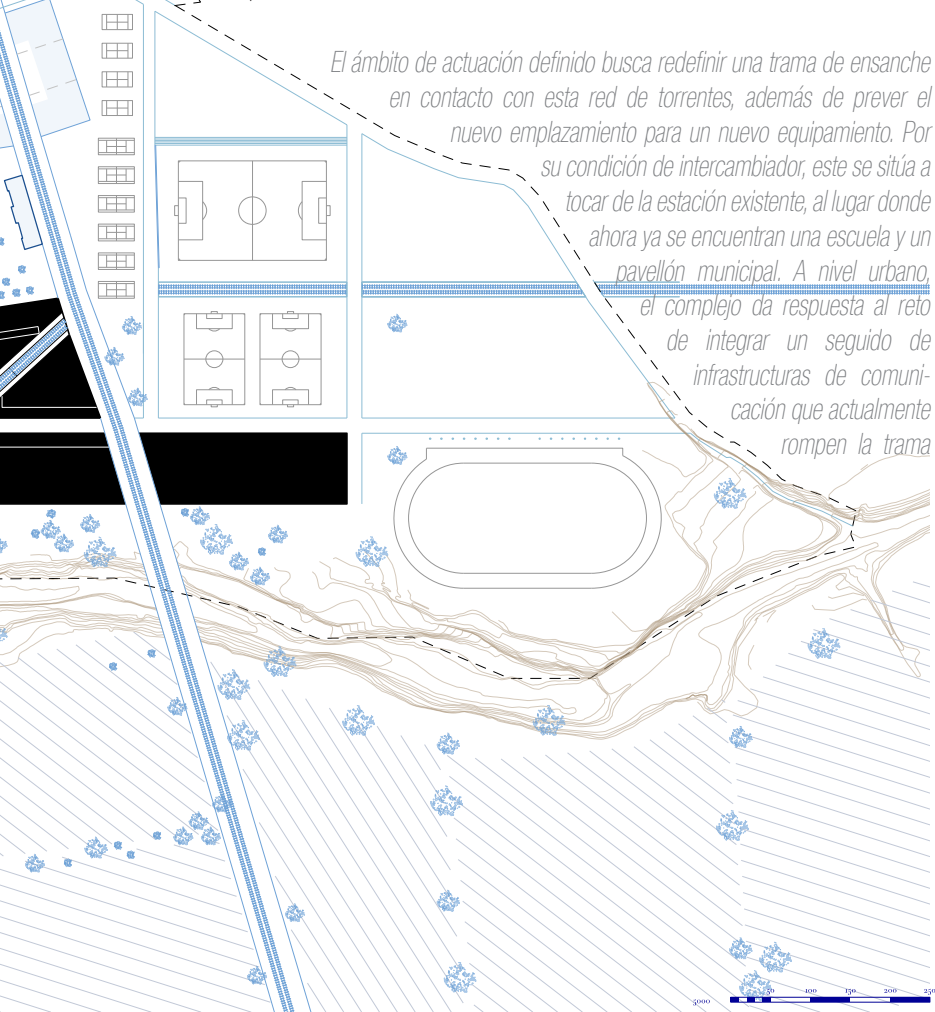 El ámbito de actuación definido busca redefinir una trama de ensanche
en contacto con esta red de torrentes, además de prever el
nuevo emplazamiento para un nuevo equipamiento. Por
su condición de intercambiador, este se sitúa a
tocar de la estación existente, al lugar donde
ahora ya se encuentran una escuela y un
pavellón municipal. A nivel urbano,
el complejo da respuesta al reto
de integrar un seguido de
infrastructuras de comuni-
cación que actualmente
rompen la trama
5000 50 100 150 200 250